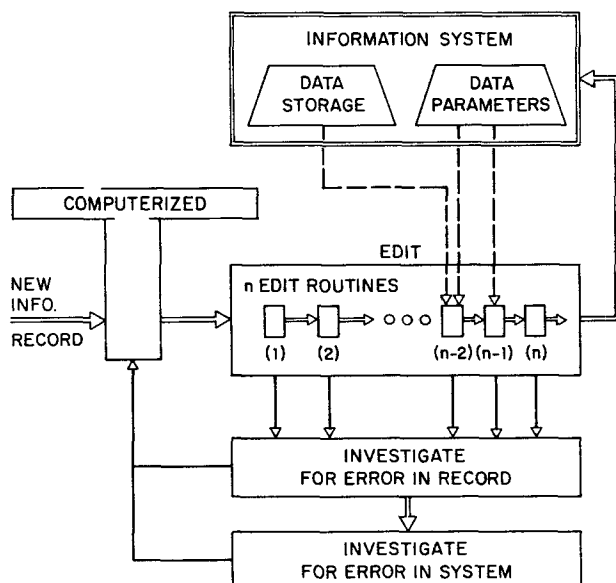 INFORMATION SYSTEM
DATA
STORAGE
DATA
PARAMETERS
COMPUTERIZED
EDIT
NEW
INFO.
RECORD
n EDIT ROUTINES
(1) (2) (n-2) (n-1) (n)
INVESTIGATE
FOR ERROR IN RECORD
INVESTIGATE
FOR ERROR IN SYSTEM